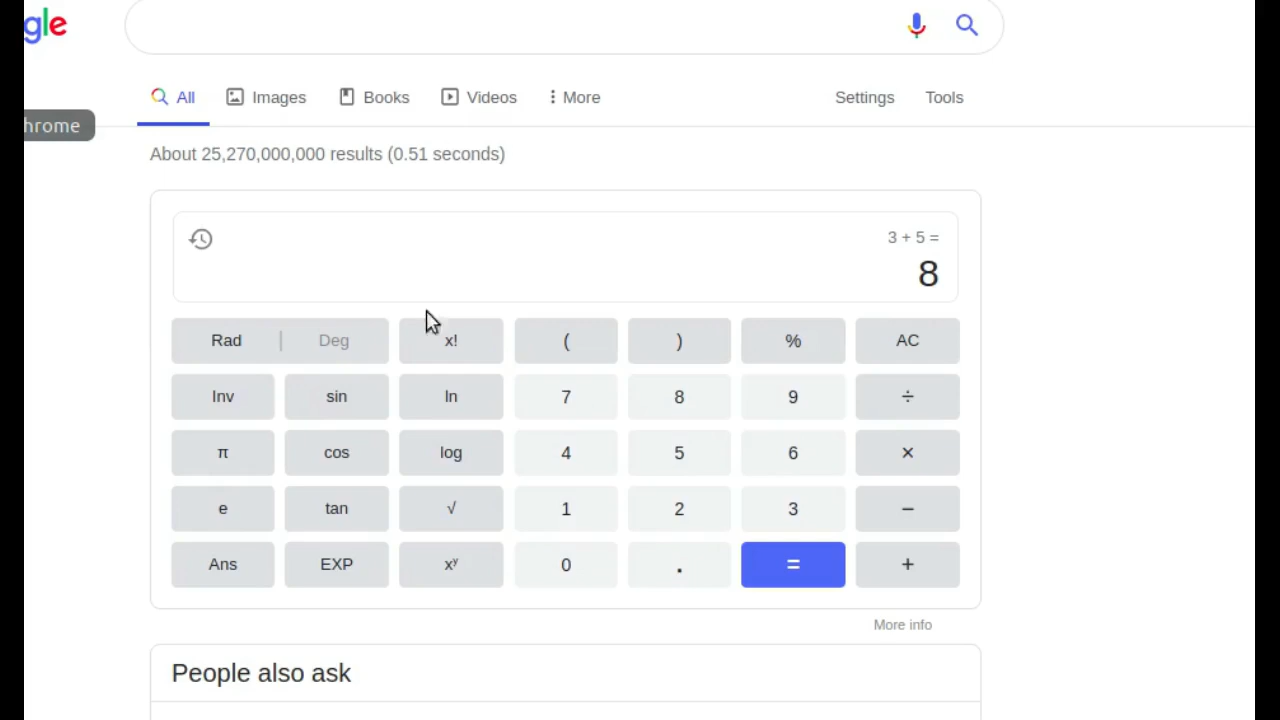 gle
All Images Books Videos More Settings Tools
hrome
About 25,270,000,000 results (0.51 seconds)
3 + 5 =
8
Rad | Deg x! ( ) % AC
Inv sin ln 7 8 9 ÷
π cos log 4 5 6 ×
e tan √ 1 2 3 −
Ans EXP xʸ 0 . = +
More info
People also ask